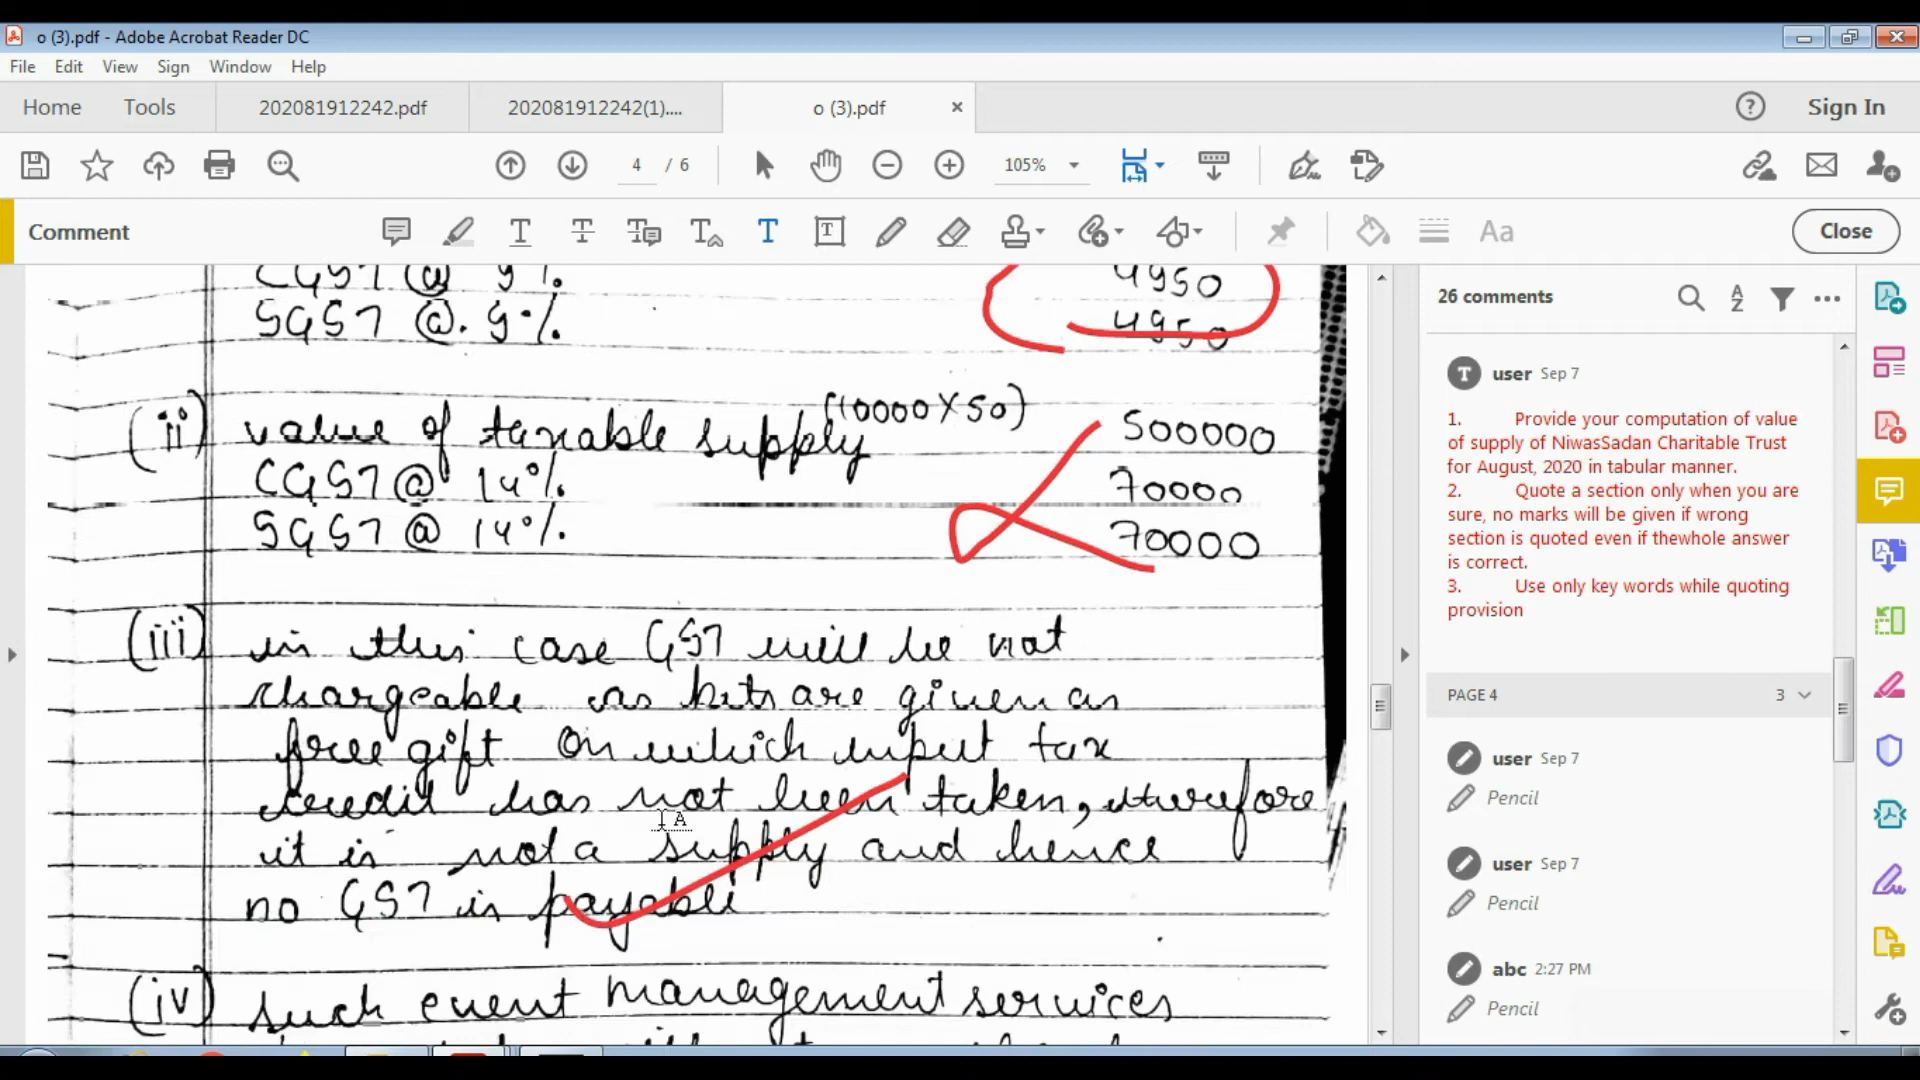 o (3).pdf - Adobe Acrobat Reader DC
File Edit View Sign Window Help
Home Tools 202081912242.pdf 202081912242(1).... o (3).pdf × Sign In
4 / 6 105%
Comment Close
CGST @ 9%. 4950
SGST @. 9%. 4950
(ii) value of taxable supply (10000 X 50) 500000
CGST @ 14%. 70000
SGST @ 14%. 70000
(iii) in this case GST will be not
chargeable as kits are given as
free gift on which input tax
credit has not been taken, therefore
it is not a supply and hence
no GST is payable
(iv) such event management services
26 comments
user Sep 7
1. Provide your computation of value
of supply of NiwasSadan Charitable Trust
for August, 2020 in tabular manner.
2. Quote a section only when you are
sure, no marks will be given if wrong
section is quoted even if thewhole answer
is correct.
3. Use only key words while quoting
provision
PAGE 4 3
user Sep 7
Pencil
user Sep 7
Pencil
abc 2:27 PM
Pencil